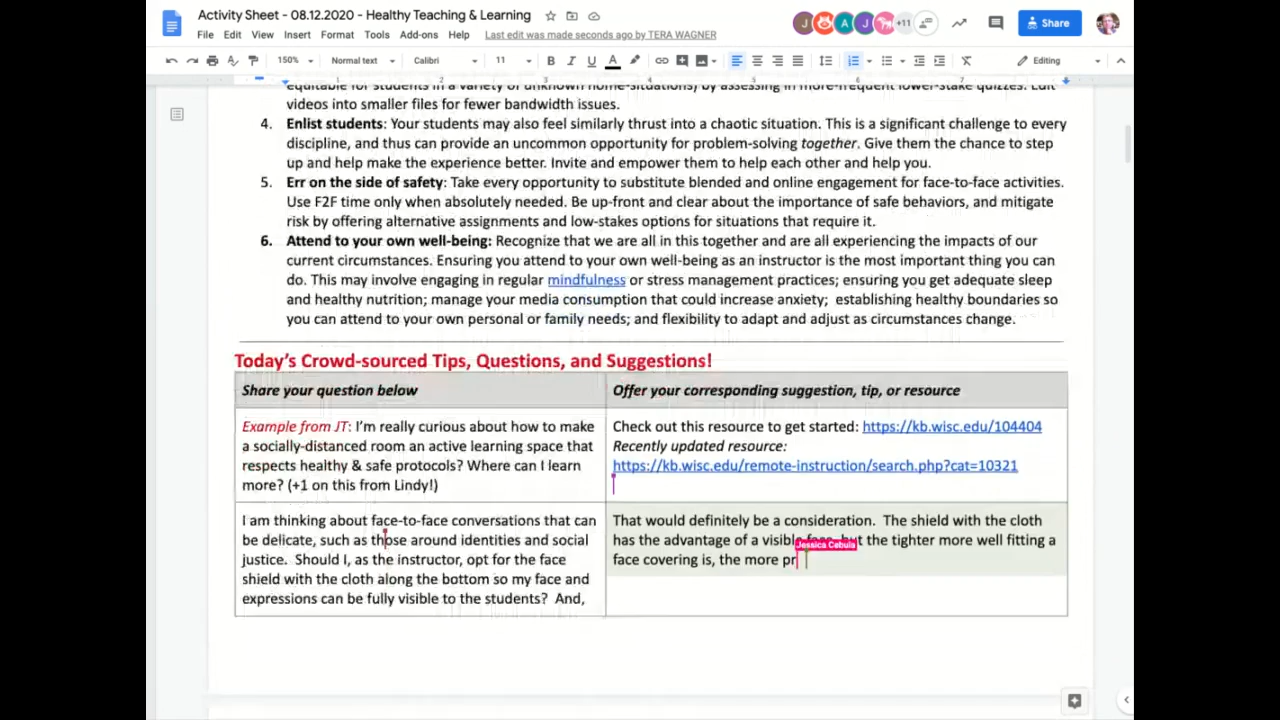 Activity Sheet - 08.12.2020 - Healthy Teaching & Learning
J A J +11 Share
File Edit View Insert Format Tools Add-ons Help Last edit was made seconds ago by TERA WAGNER
150% Normal text Calibri 11 B I U A Editing
1 2 3 4 5 6 7
videos into smaller files for fewer bandwidth issues.
4. Enlist students: Your students may also feel similarly thrust into a chaotic situation. This is a significant challenge to every
discipline, and thus can provide an uncommon opportunity for problem-solving together. Give them the chance to step
up and help make the experience better. Invite and empower them to help each other and help you.
5. Err on the side of safety: Take every opportunity to substitute blended and online engagement for face-to-face activities.
Use F2F time only when absolutely needed. Be up-front and clear about the importance of safe behaviors, and mitigate
risk by offering alternative assignments and low-stakes options for situations that require it.
6. Attend to your own well-being: Recognize that we are all in this together and are all experiencing the impacts of our
current circumstances. Ensuring you attend to your own well-being as an instructor is the most important thing you can
do. This may involve engaging in regular mindfulness or stress management practices; ensuring you get adequate sleep
and healthy nutrition; manage your media consumption that could increase anxiety; establishing healthy boundaries so
you can attend to your own personal or family needs; and flexibility to adapt and adjust as circumstances change.
Today's Crowd-sourced Tips, Questions, and Suggestions!
Share your question below
Offer your corresponding suggestion, tip, or resource
Example from JT: I'm really curious about how to make
a socially-distanced room an active learning space that
respects healthy & safe protocols? Where can I learn
more? (+1 on this from Lindy!)
Check out this resource to get started: https://kb.wisc.edu/104404
Recently updated resource:
https://kb.wisc.edu/remote-instruction/search.php?cat=10321
I am thinking about face-to-face conversations that can
be delicate, such as those around identities and social
justice. Should I, as the instructor, opt for the face
shield with the cloth along the bottom so my face and
expressions can be fully visible to the students? And,
That would definitely be a consideration. The shield with the cloth
has the advantage of a visible face, but the tighter more well fitting a
Jessica Cebula
face covering is, the more pr